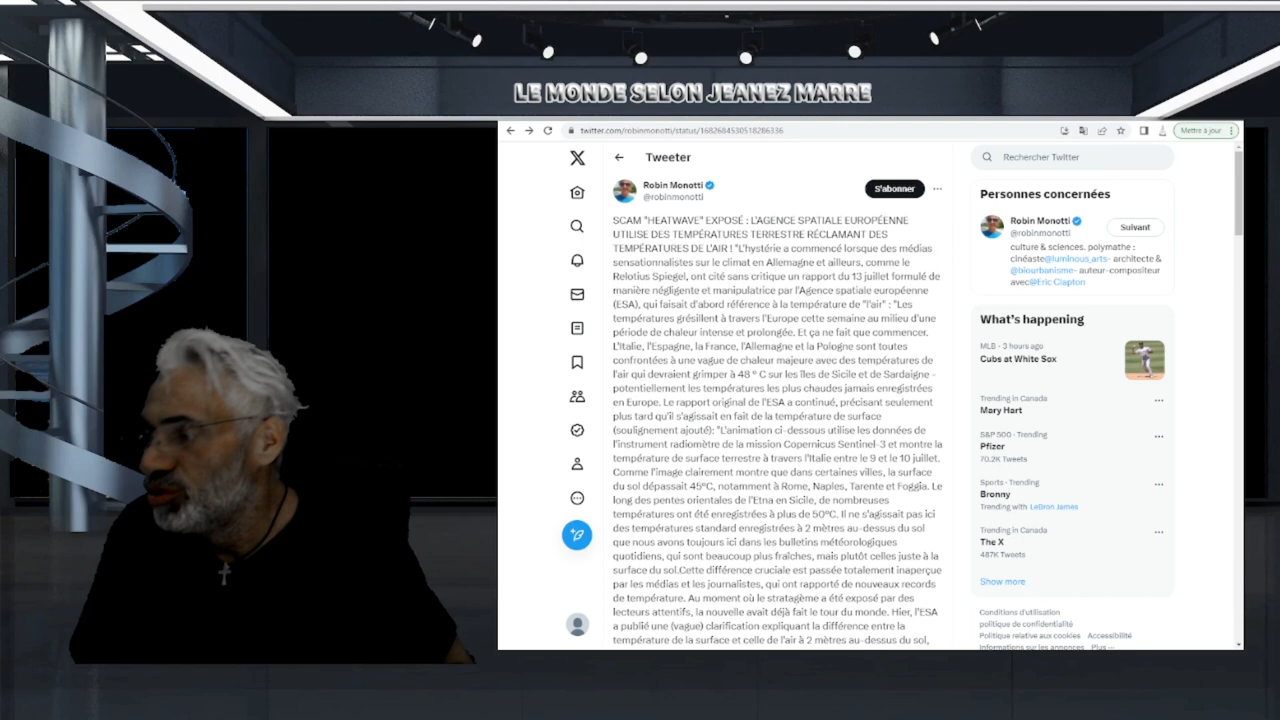 LE MONDE SELON JEANEZ MARRE
twitter.com/robinmonotti/status/1682684530518286336
Mettre à jour
Tweeter
Rechercher Twitter
Robin Monotti
@robinmonotti
S'abonner
SCAM "HEATWAVE" EXPOSÉ : L'AGENCE SPATIALE EUROPÉENNE
UTILISE DES TEMPÉRATURES TERRESTRE RÉCLAMANT DES
TEMPÉRATURES DE L'AIR ! "L'hystérie a commencé lorsque des médias
sensationnalistes sur le climat en Allemagne et ailleurs, comme le
Relotius Spiegel, ont cité sans critique un rapport du 13 juillet formulé de
manière négligente et manipulatrice par l'Agence spatiale européenne
(ESA), qui faisait d'abord référence à la température de "l'air" : "Les
températures grésillent à travers l'Europe cette semaine au milieu d'une
période de chaleur intense et prolongée. Et ça ne fait que commencer.
L'Italie, l'Espagne, la France, l'Allemagne et la Pologne sont toutes
confrontées à une vague de chaleur majeure avec des températures de
l'air qui devraient grimper à 48 ° C sur les îles de Sicile et de Sardaigne -
potentiellement les températures les plus chaudes jamais enregistrées
en Europe. Le rapport original de l'ESA a continué, précisant seulement
plus tard qu'il s'agissait en fait de la température de surface
(soulignement ajouté): "L'animation ci-dessous utilise les données de
l'instrument radiomètre de la mission Copernicus Sentinel-3 et montre la
température de surface terrestre à travers l'Italie entre le 9 et le 10 juillet.
Comme l'image clairement montre que dans certaines villes, la surface
du sol dépassait 45°C, notamment à Rome, Naples, Tarente et Foggia. Le
long des pentes orientales de l'Etna en Sicile, de nombreuses
températures ont été enregistrées à plus de 50°C. Il ne s'agissait pas ici
des températures standard enregistrées à 2 mètres au-dessus du sol
que nous avons toujours ici dans les bulletins météorologiques
quotidiens, qui sont beaucoup plus fraîches, mais plutôt celles juste à la
surface du sol.Cette différence cruciale est passée totalement inaperçue
par les médias et les journalistes, qui ont rapporté de nouveaux records
de température. Au moment où le stratagème a été exposé par des
lecteurs attentifs, la nouvelle avait déjà fait le tour du monde. Hier, l'ESA
a publié une (vague) clarification expliquant la différence entre la
température de la surface et celle de l'air à 2 mètres au-dessus du sol,
Personnes concernées
Robin Monotti
@robinmonotti
Suivant
culture & sciences. polymathe :
cinéaste@luminous_arts- architecte &
@biourbanisme- auteur-compositeur
avec@Eric Clapton
What's happening
MLB · 3 hours ago
Cubs at White Sox
Trending in Canada
Mary Hart
S&P 500 · Trending
Pfizer
70.2K Tweets
Sports · Trending
Bronny
Trending with LeBron James
Trending in Canada
The X
487K Tweets
Show more
Conditions d'utilisation
politique de confidentialité
Politique relative aux cookies Accessibilité
Informations sur les annonces Plus ···